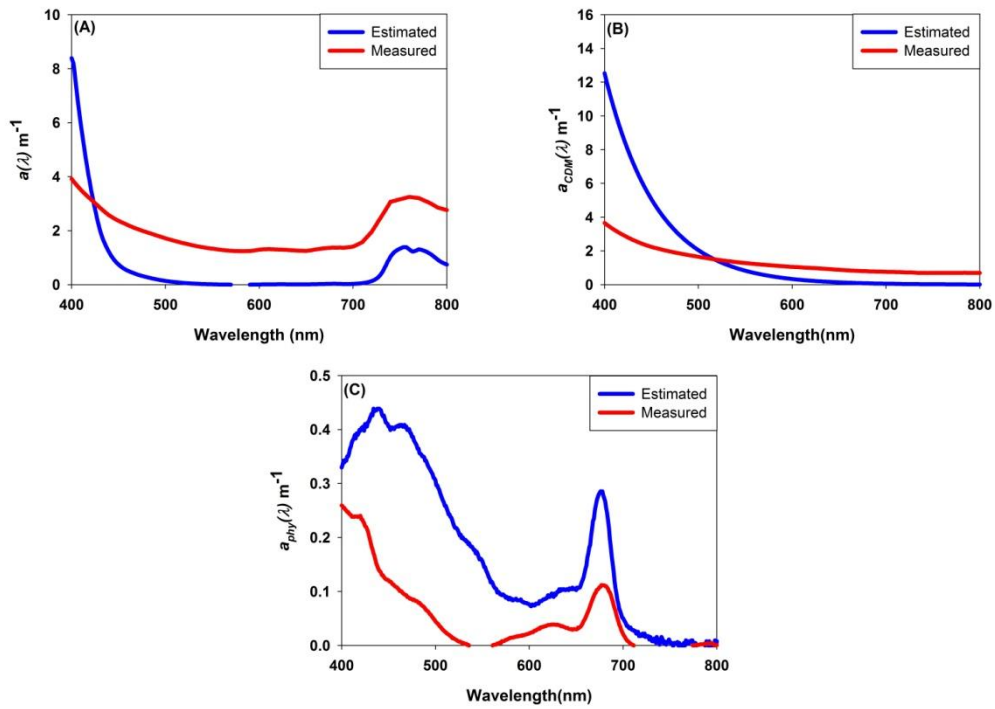 (A)
Estimated
Measured
10
8
6
4
2
0
a(λ) m-1
400 500 600 700 800
Wavelength (nm)
(B)
Estimated
Measured
16
14
12
10
8
6
4
2
0
aCDM(λ) m-1
400 500 600 700 800
Wavelength(nm)
(C)
Estimated
Measured
0.5
0.4
0.3
0.2
0.1
0.0
aphy(λ) m-1
400 500 600 700 800
Wavelength(nm)